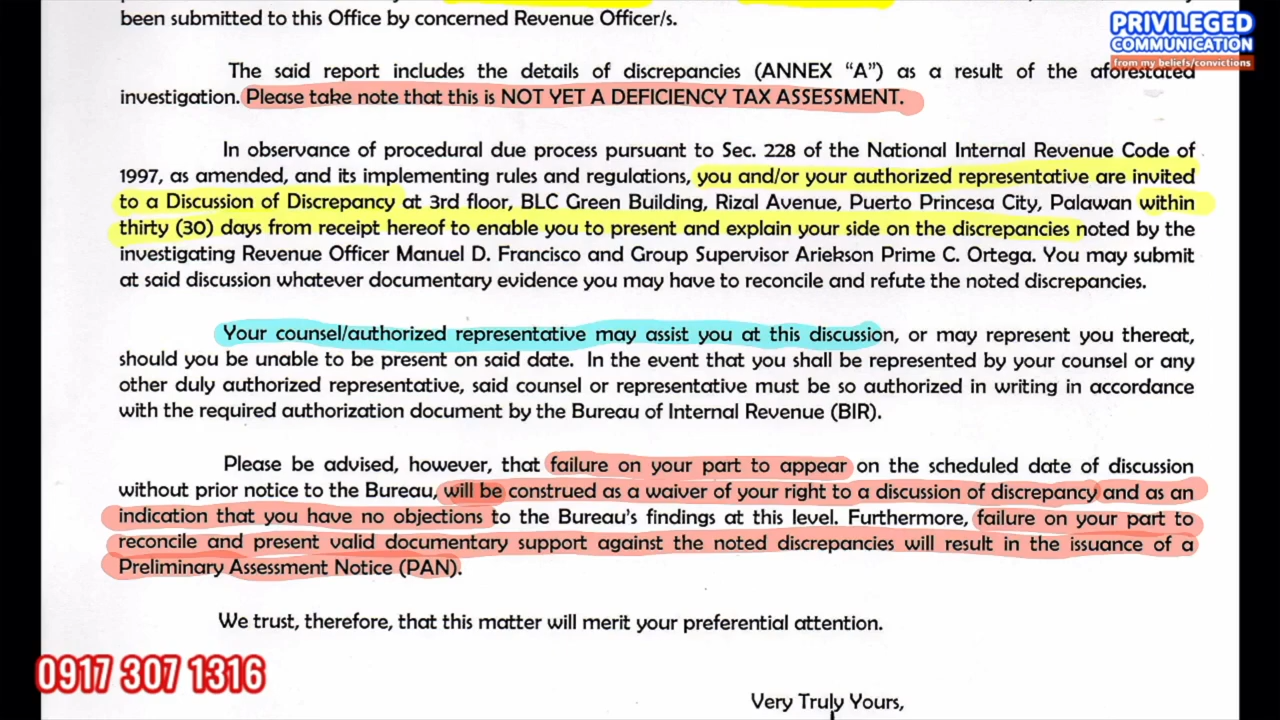 been submitted to this Office by concerned Revenue Officer/s.
PRIVILEGED
COMMUNICATION
from my beliefs/convictions
The said report includes the details of discrepancies (ANNEX “A”) as a result of the aforestated
investigation. Please take note that this is NOT YET A DEFICIENCY TAX ASSESSMENT.
In observance of procedural due process pursuant to Sec. 228 of the National Internal Revenue Code of
1997, as amended, and its implementing rules and regulations, you and/or your authorized representative are invited
to a Discussion of Discrepancy at 3rd floor, BLC Green Building, Rizal Avenue, Puerto Princesa City, Palawan within
thirty (30) days from receipt hereof to enable you to present and explain your side on the discrepancies noted by the
investigating Revenue Officer Manuel D. Francisco and Group Supervisor Ariekson Prime C. Ortega. You may submit
at said discussion whatever documentary evidence you may have to reconcile and refute the noted discrepancies.
Your counsel/authorized representative may assist you at this discussion, or may represent you thereat,
should you be unable to be present on said date. In the event that you shall be represented by your counsel or any
other duly authorized representative, said counsel or representative must be so authorized in writing in accordance
with the required authorization document by the Bureau of Internal Revenue (BIR).
Please be advised, however, that failure on your part to appear on the scheduled date of discussion
without prior notice to the Bureau, will be construed as a waiver of your right to a discussion of discrepancy and as an
indication that you have no objections to the Bureau’s findings at this level. Furthermore, failure on your part to
reconcile and present valid documentary support against the noted discrepancies will result in the issuance of a
Preliminary Assessment Notice (PAN).
We trust, therefore, that this matter will merit your preferential attention.
0917 307 1316
Very Truly Yours,